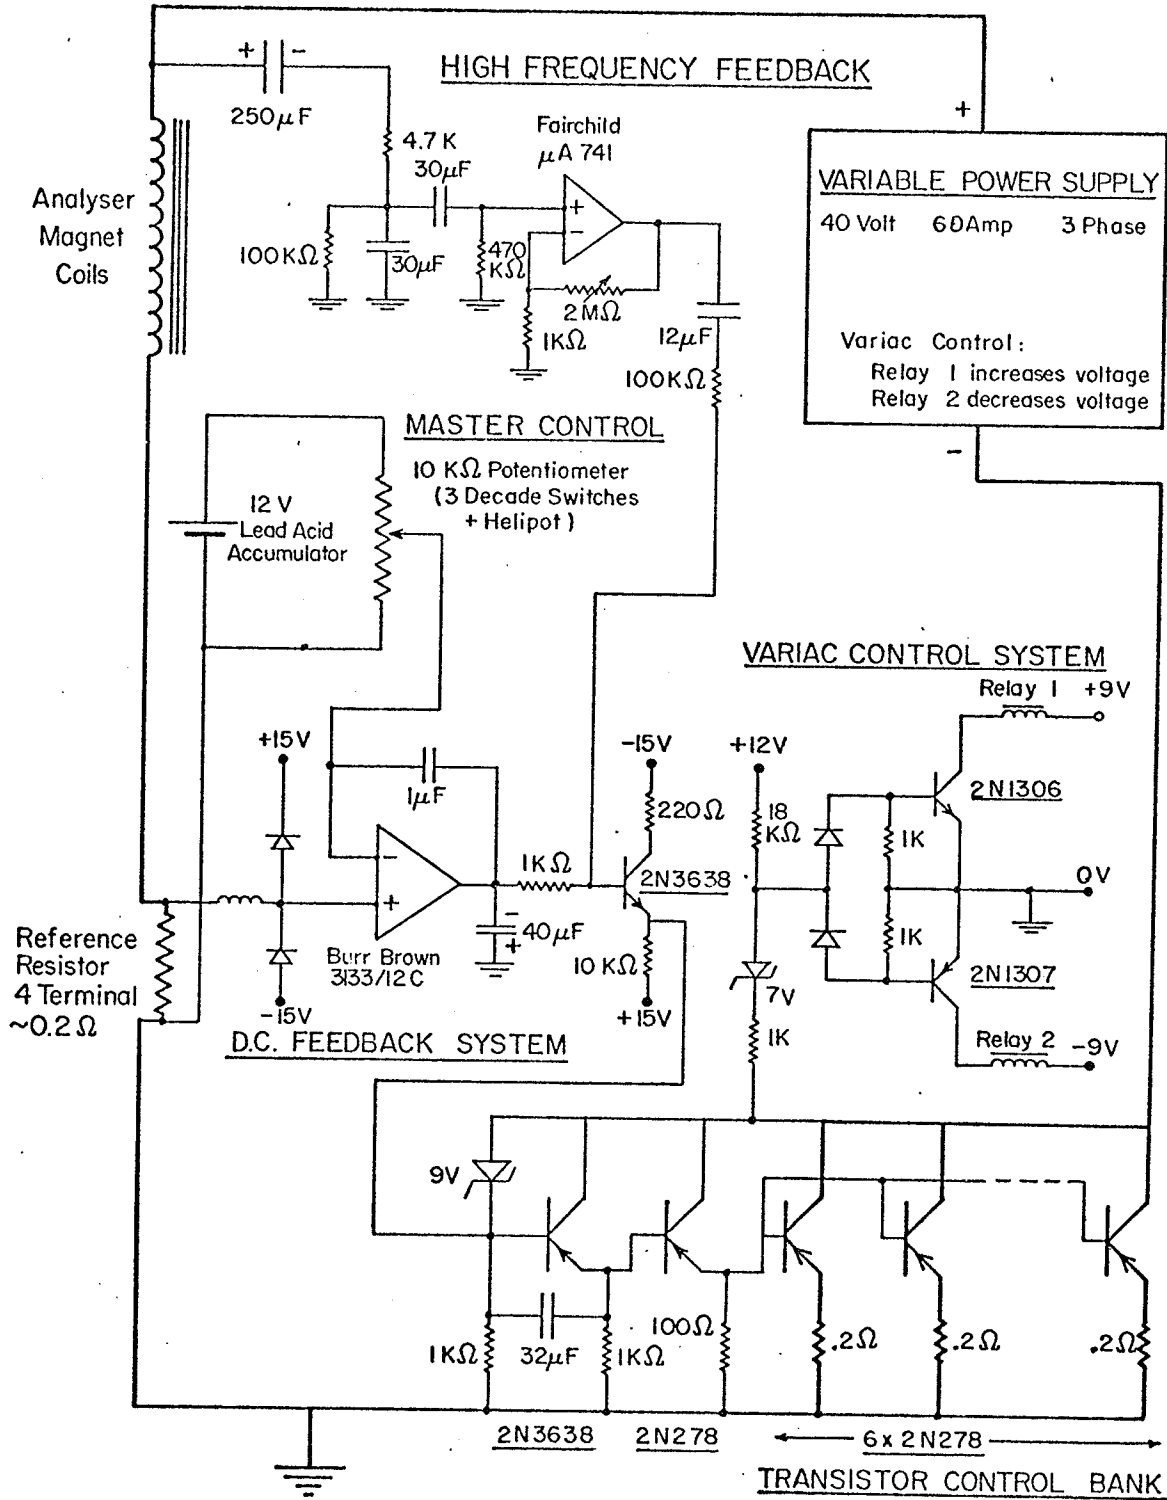 HIGH FREQUENCY FEEDBACK
+ -
250µF
4.7 K
30µF
Fairchild
µA 741
+
-
100KΩ
30µF
470
KΩ
2MΩ
1KΩ
12µF
100KΩ
Analyser
Magnet
Coils
+
VARIABLE POWER SUPPLY
40 Volt 60Amp 3 Phase
Variac Control:
Relay 1 increases voltage
Relay 2 decreases voltage
-
MASTER CONTROL
10 KΩ Potentiometer
(3 Decade Switches
+ Helipot)
12 V
Lead Acid
Accumulator
+15V
1µF
-
+
Burr Brown
3133/12C
-15V
1KΩ
-
40µF
+
-15V
220Ω
2N3638
10 KΩ
+15V
Reference
Resistor
4 Terminal
~0.2Ω
D.C. FEEDBACK SYSTEM
VARIAC CONTROL SYSTEM
Relay 1 +9V
+12V
18
KΩ
1K
2N1306
0V
1K
2N1307
7V
1K
Relay 2 -9V
9V
1KΩ
32µF
1KΩ
100Ω
.2Ω
.2Ω
.2Ω
2N3638
2N278
6 x 2N278
TRANSISTOR CONTROL BANK